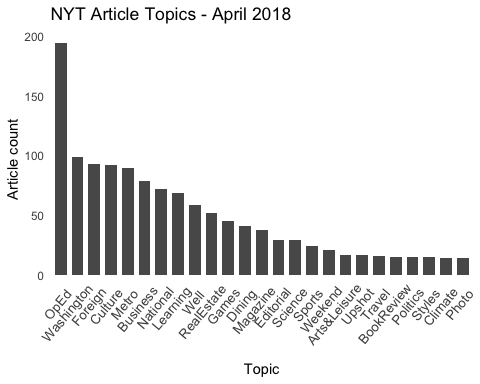 NYT Article Topics - April 2018
200
150
100
50
0
Article count
OpEd
Washington
Foreign
Culture
Metro
Business
National
Learning
Well
RealEstate
Games
Dining
Magazine
Editorial
Science
Sports
Weekend
Arts&Leisure
Upshot
Travel
BookReview
Politics
Styles
Climate
Photo
Topic